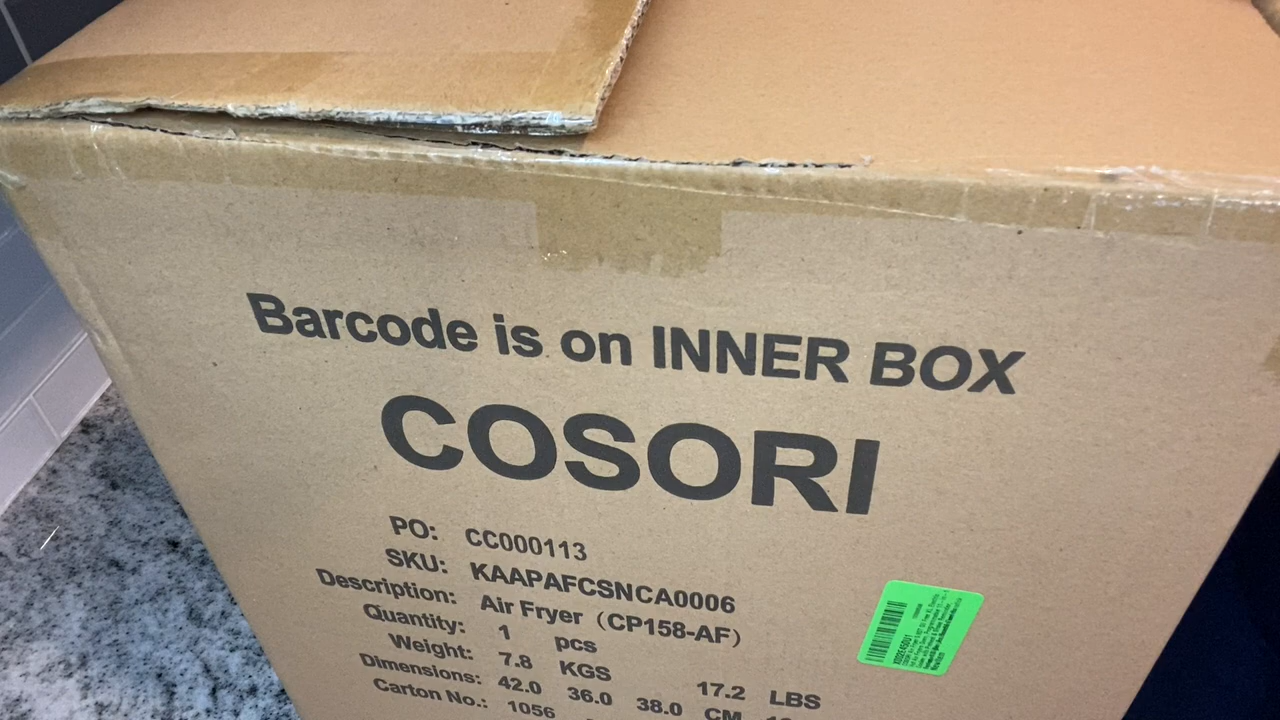 Barcode is on INNER BOX
COSORI
PO: CC000113
SKU: KAAPAFCSNCA0006
Description: Air Fryer (CP158-AF)
Quantity: 1 pcs
Weight: 7.8 KGS 17.2 LBS
Dimensions: 42.0 36.0 38.0 CM
Carton No.: 1056